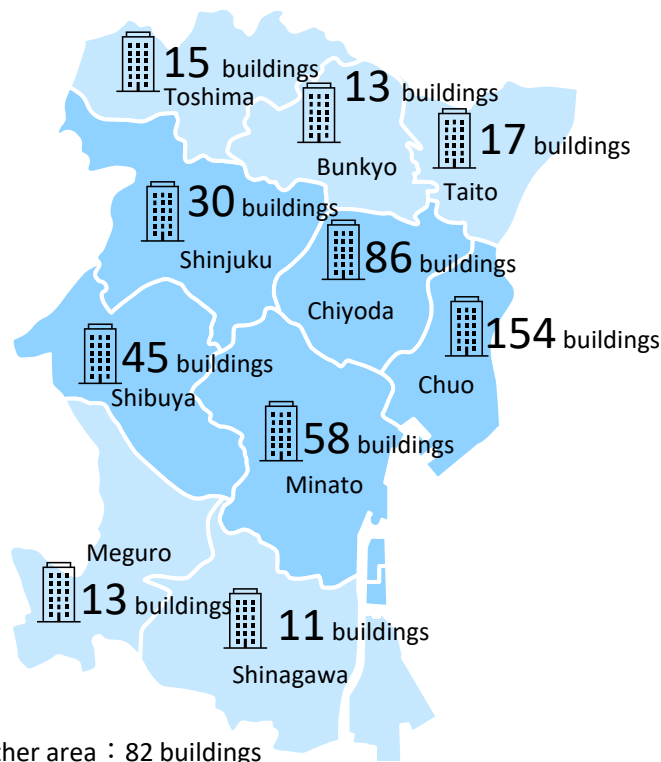 15 buildings
Toshima
13 buildings
Bunkyo
17 buildings
Taito
30 buildings
Shinjuku
86 buildings
Chiyoda
154 buildings
Chuo
45 buildings
Shibuya
58 buildings
Minato
Meguro
13 buildings
11 buildings
Shinagawa
ther area：82 buildings